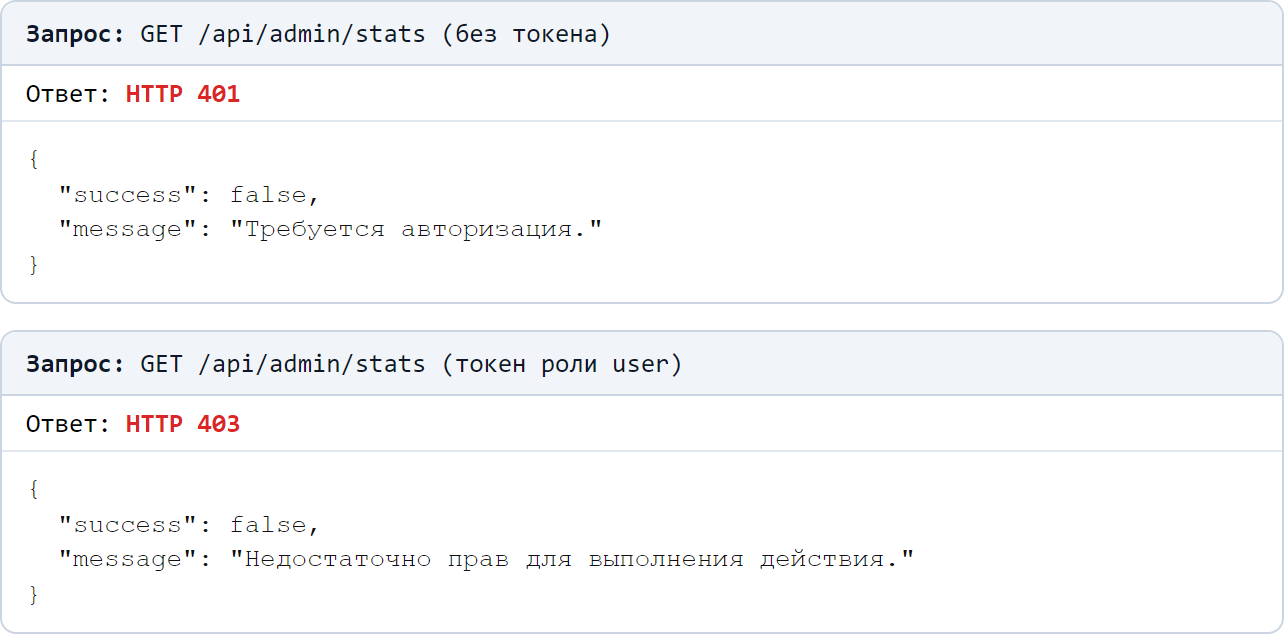 Запрос: GET /api/admin/stats (без токена)
Ответ: HTTP 401
{
  "success": false,
  "message": "Требуется авторизация."
}
Запрос: GET /api/admin/stats (токен роли user)
Ответ: HTTP 403
{
  "success": false,
  "message": "Недостаточно прав для выполнения действия."
}